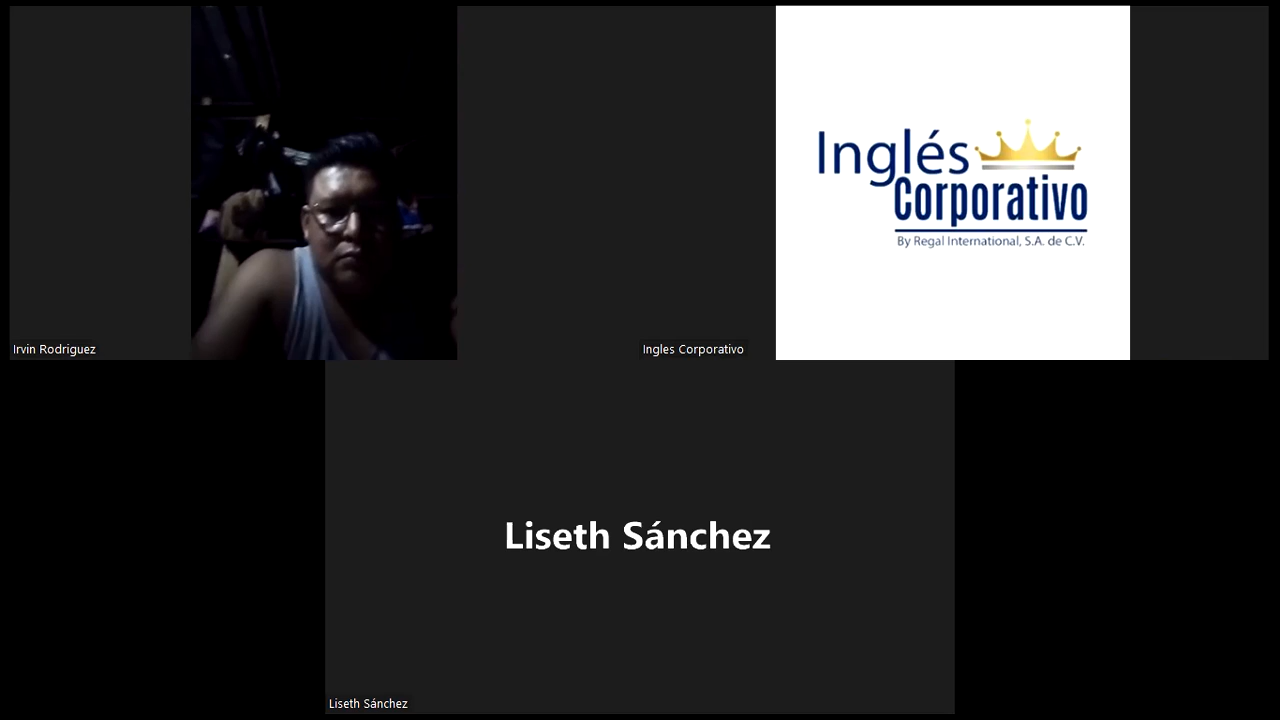 Inglés
Corporativo
By Regal International, S.A. de C.V.
Irvin Rodriguez
Ingles Corporativo
Liseth Sánchez
Liseth Sánchez